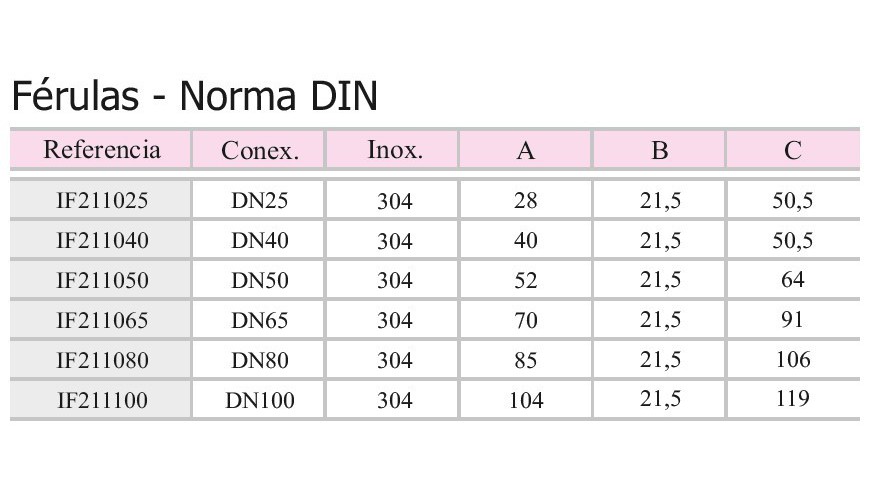 Férulas - Norma DIN
Referencia Conex. Inox. A B C
IF211025 DN25 304 28 21,5 50,5
IF211040 DN40 304 40 21,5 50,5
IF211050 DN50 304 52 21,5 64
IF211065 DN65 304 70 21,5 91
IF211080 DN80 304 85 21,5 106
IF211100 DN100 304 104 21,5 119